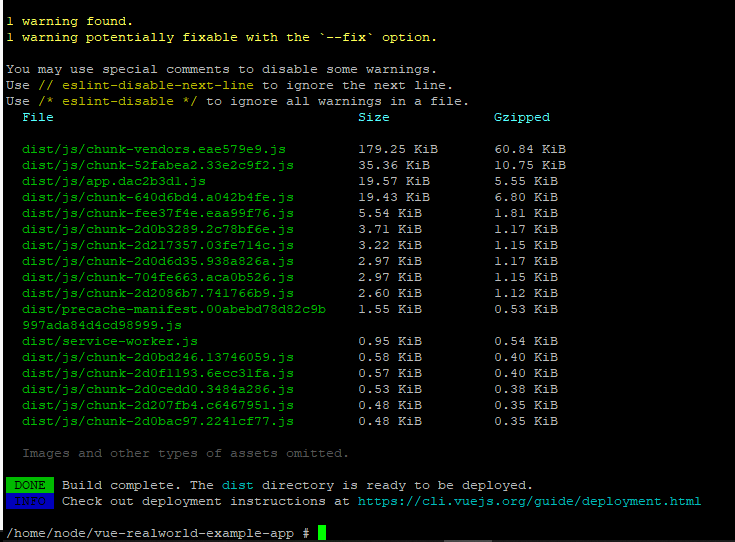 1 warning found.
1 warning potentially fixable with the `--fix` option.
You may use special comments to disable some warnings.
Use // eslint-disable-next-line to ignore the next line.
Use /* eslint-disable */ to ignore all warnings in a file.
File Size Gzipped
dist/js/chunk-vendors.eae579e9.js 179.25 KiB 60.84 KiB
dist/js/chunk-52fabea2.33e2c9f2.js 35.36 KiB 10.75 KiB
dist/js/app.dac2b3d1.js 19.57 KiB 5.55 KiB
dist/js/chunk-640d6bd4.a042b4fe.js 19.43 KiB 6.80 KiB
dist/js/chunk-fee37f4e.eaa99f76.js 5.54 KiB 1.81 KiB
dist/js/chunk-2d0b3289.2c78bf6e.js 3.71 KiB 1.17 KiB
dist/js/chunk-2d217357.03fe714c.js 3.22 KiB 1.15 KiB
dist/js/chunk-2d0d6d35.938a826a.js 2.97 KiB 1.17 KiB
dist/js/chunk-704fe663.aca0b526.js 2.97 KiB 1.15 KiB
dist/js/chunk-2d2086b7.741766b9.js 2.60 KiB 1.12 KiB
dist/precache-manifest.00abebd78d82c9b 1.55 KiB 0.53 KiB
997ada84d4cd98999.js
dist/service-worker.js 0.95 KiB 0.54 KiB
dist/js/chunk-2d0bd246.13746059.js 0.58 KiB 0.40 KiB
dist/js/chunk-2d0f1193.6ecc31fa.js 0.57 KiB 0.40 KiB
dist/js/chunk-2d0cedd0.3484a286.js 0.53 KiB 0.38 KiB
dist/js/chunk-2d207fb4.c6467951.js 0.48 KiB 0.35 KiB
dist/js/chunk-2d0bac97.2241cf77.js 0.48 KiB 0.35 KiB
Images and other types of assets omitted.
DONE Build complete. The dist directory is ready to be deployed.
INFO Check out deployment instructions at https://cli.vuejs.org/guide/deployment.html
/home/node/vue-realworld-example-app #